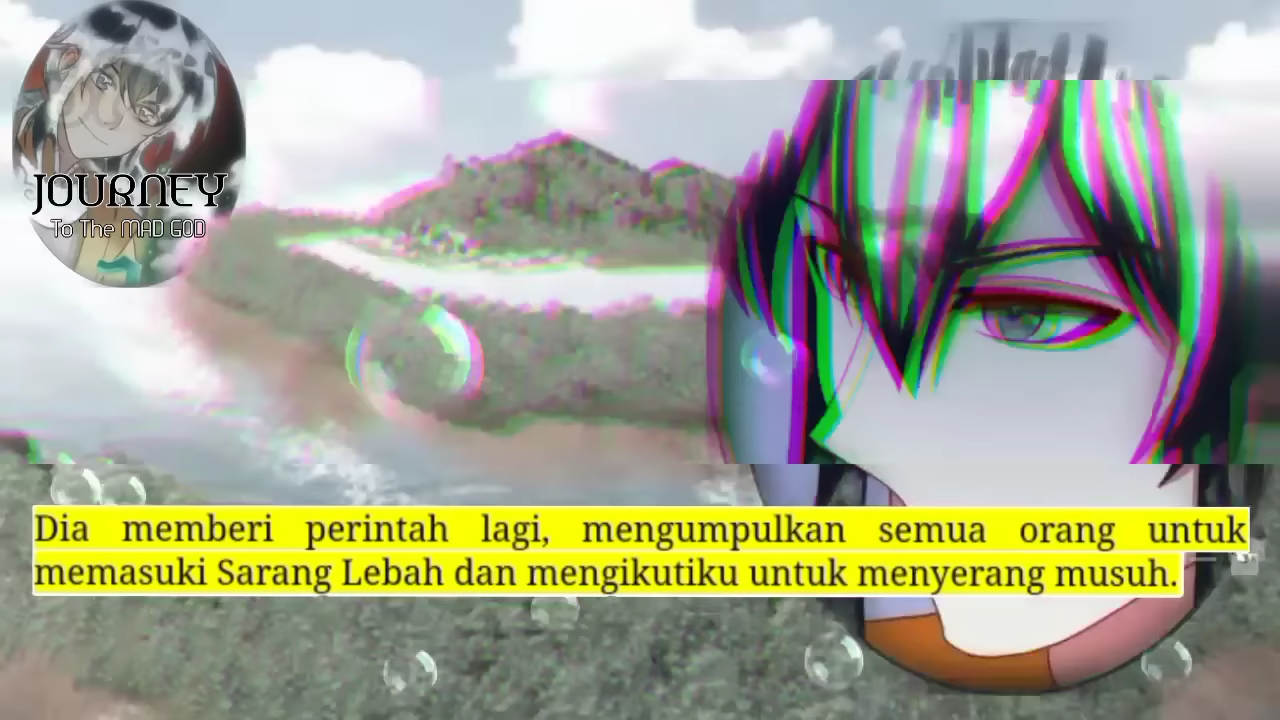 JOURNEY
To The MAD GOD
Dia memberi perintah lagi, mengumpulkan semua orang untuk
memasuki Sarang Lebah dan mengikutiku untuk menyerang musuh.